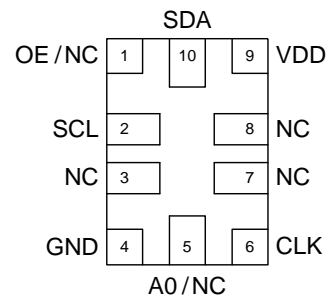 SDA
OE/NC 1 10 9 VDD
SCL 2 8 NC
NC 3 7 NC
GND 4 5 6 CLK
A0/NC